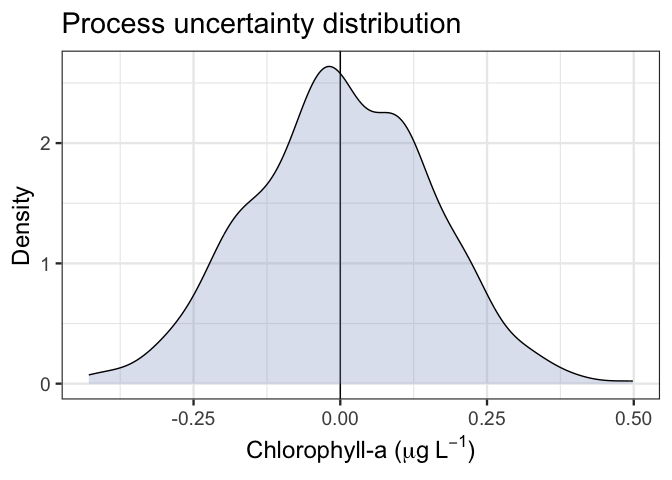 Process uncertainty distribution
Density
2
1
0
-0.25
0.00
0.25
0.50
Chlorophyll-a (μg L⁻¹)